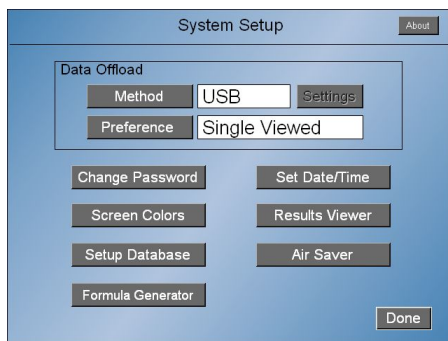 System Setup
About
Data Offload
Method USB Settings
Preference Single Viewed
Change Password Set Date/Time
Screen Colors Results Viewer
Setup Database Air Saver
Formula Generator
Done